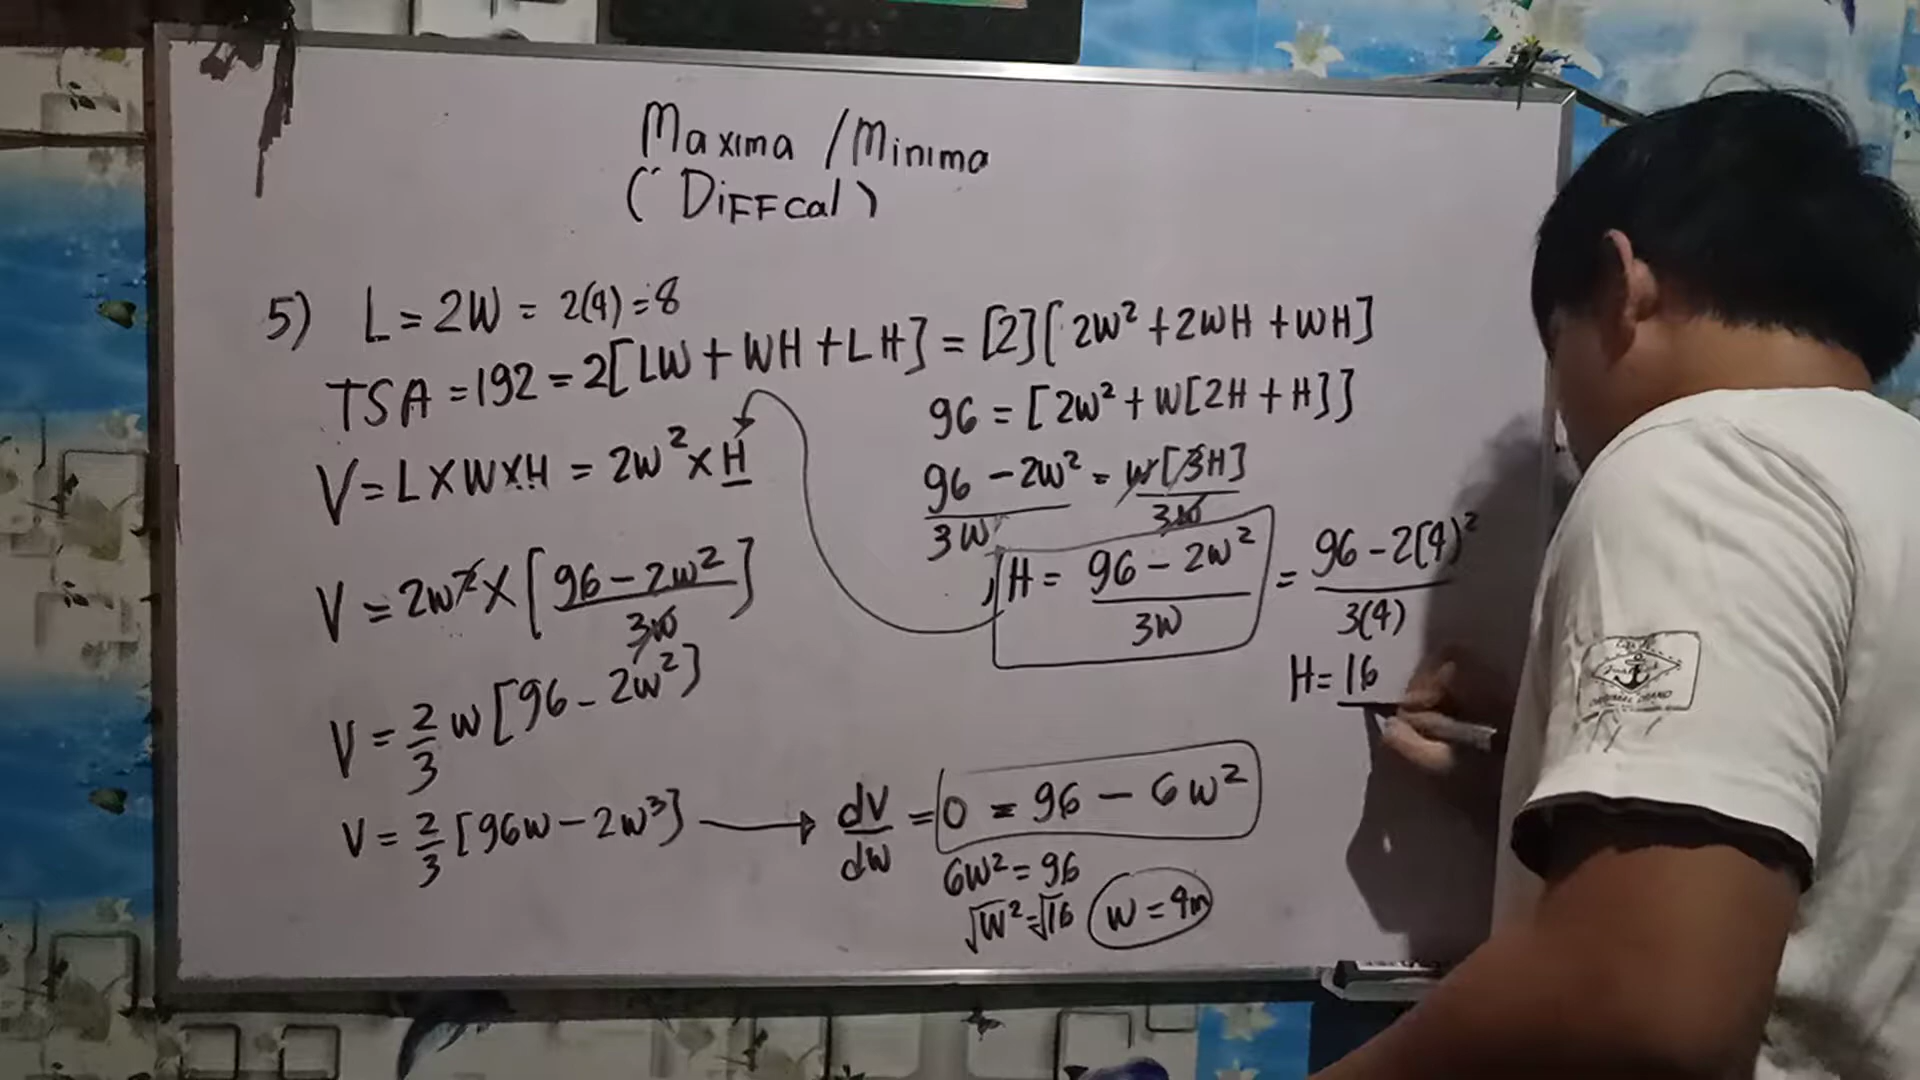 Maxima / Minima
(DIFFcal)
5) L = 2W = 2(4) = 8
TSA = 192 = 2[LW + WH + LH] = [2][2W² + 2WH + WH]
96 = [2W² + W[2H + H]]
V = L X W X H = 2W² X H
96 - 2W² = W[3H]
3W 3W
V = 2W² X [96 - 2W² / 3W]
H = 96 - 2W² / 3W = 96 - 2(4)² / 3(4)
H = 16
V = 2/3 W[96 - 2W²]
V = 2/3 [96W - 2W³] → dV/dW = 0 = 96 - 6W²
6W² = 96
√W² = √16 W = 4m